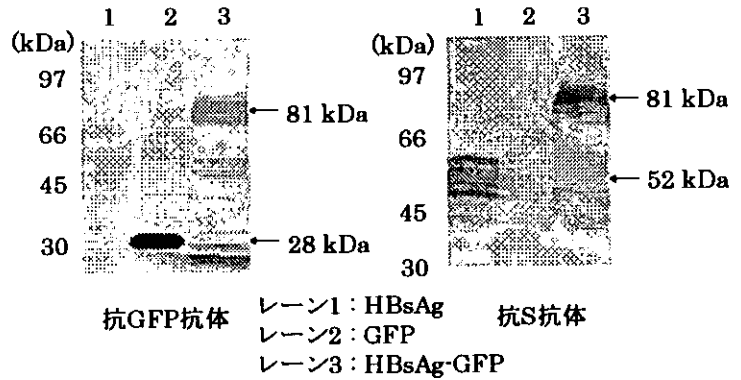 1 2 3
(kDa)
97
66
45
30
81 kDa
28 kDa
抗GFP抗体
1 2 3
(kDa)
97
66
45
30
81 kDa
52 kDa
抗S抗体
レーン1：HBsAg
レーン2：GFP
レーン3：HBsAg-GFP